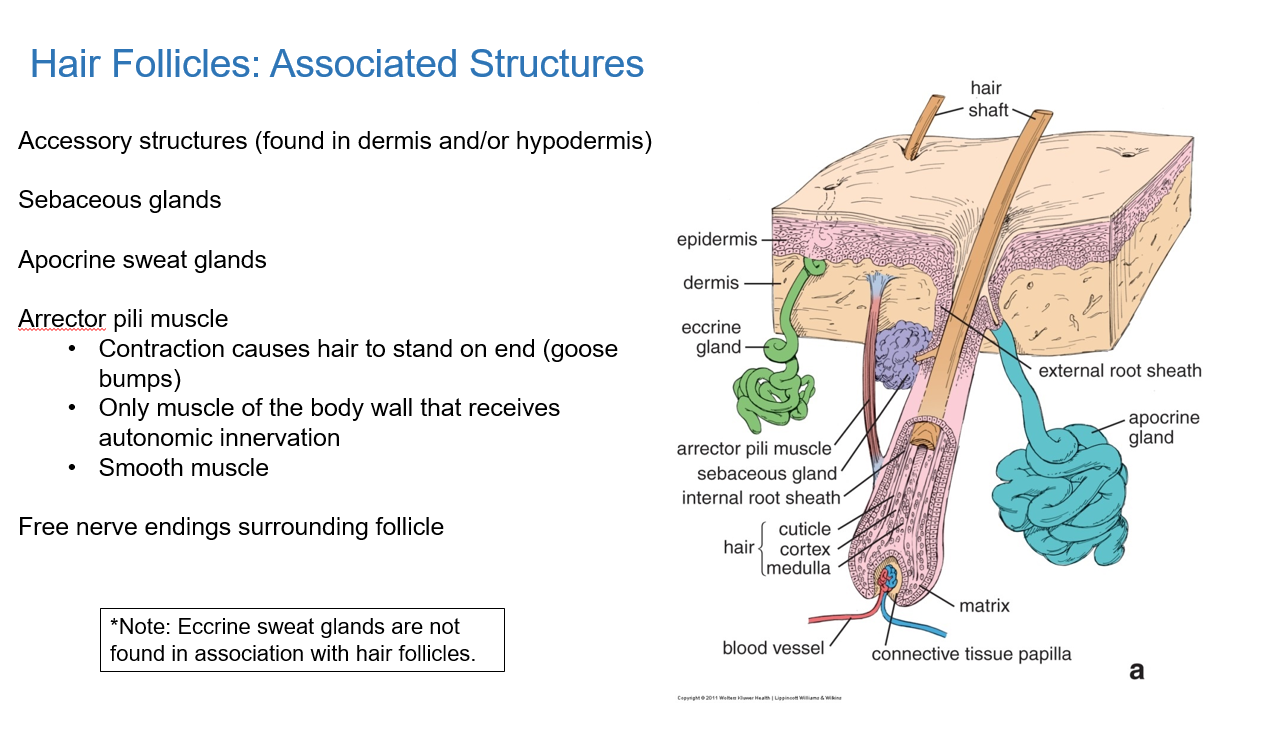 Hair Follicles: Associated Structures
Accessory structures (found in dermis and/or hypodermis)
Sebaceous glands
Apocrine sweat glands
Arrector pili muscle
• Contraction causes hair to stand on end (goose
bumps)
• Only muscle of the body wall that receives
autonomic innervation
• Smooth muscle
Free nerve endings surrounding follicle
*Note: Eccrine sweat glands are not
found in association with hair follicles.
hair
shaft
epidermis
dermis
eccrine
gland
external root sheath
apocrine
gland
arrector pili muscle
sebaceous gland
internal root sheath
cuticle
hair
cortex
medulla
matrix
blood vessel
connective tissue papilla
a
Copyright © 2011 Wolters Kluwer Health | Lippincott Williams & Wilkins